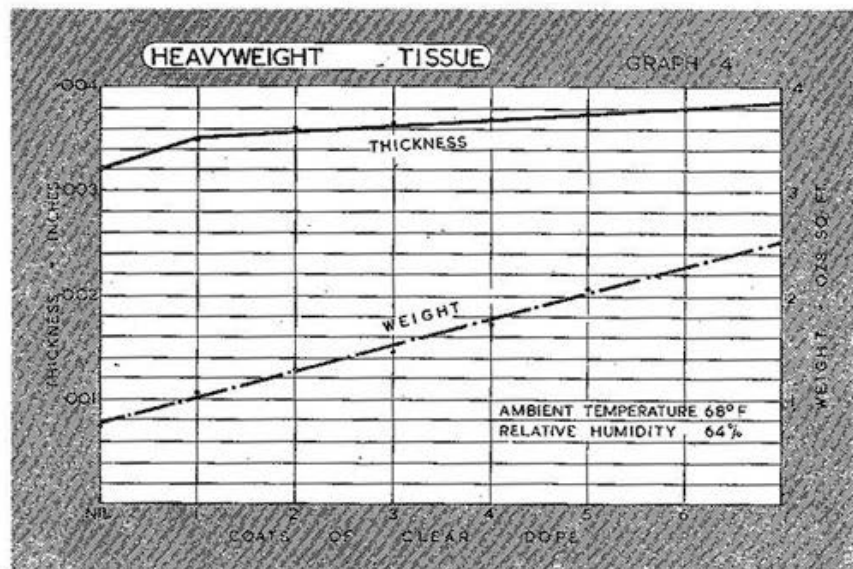 HEAVYWEIGHT TISSUE
GRAPH 4
.004
.003
.002
.001
THICKNESS - INCHES
THICKNESS
WEIGHT
4
3
2
1
WEIGHT - OZS SQ. FT.
AMBIENT TEMPERATURE 68°F
RELATIVE HUMIDITY 64%
NIL 1 2 3 4 5 6
COATS OF CLEAR DOPE